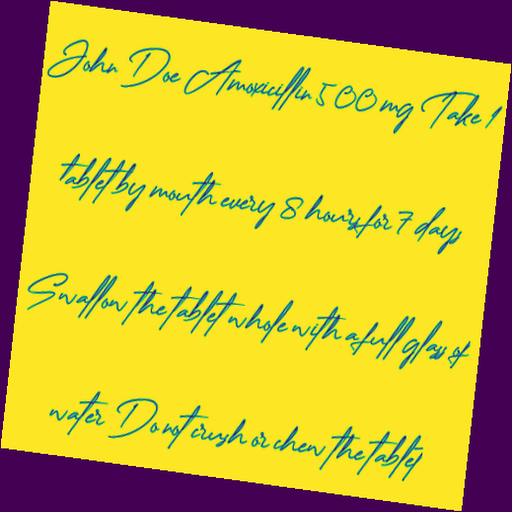 John Doe Amoxicillin 500 mg Take 1
tablet by mouth every 8 hours for 7 days
Swallow the tablet whole with a full glass of
water Do not crush or chew the tablet